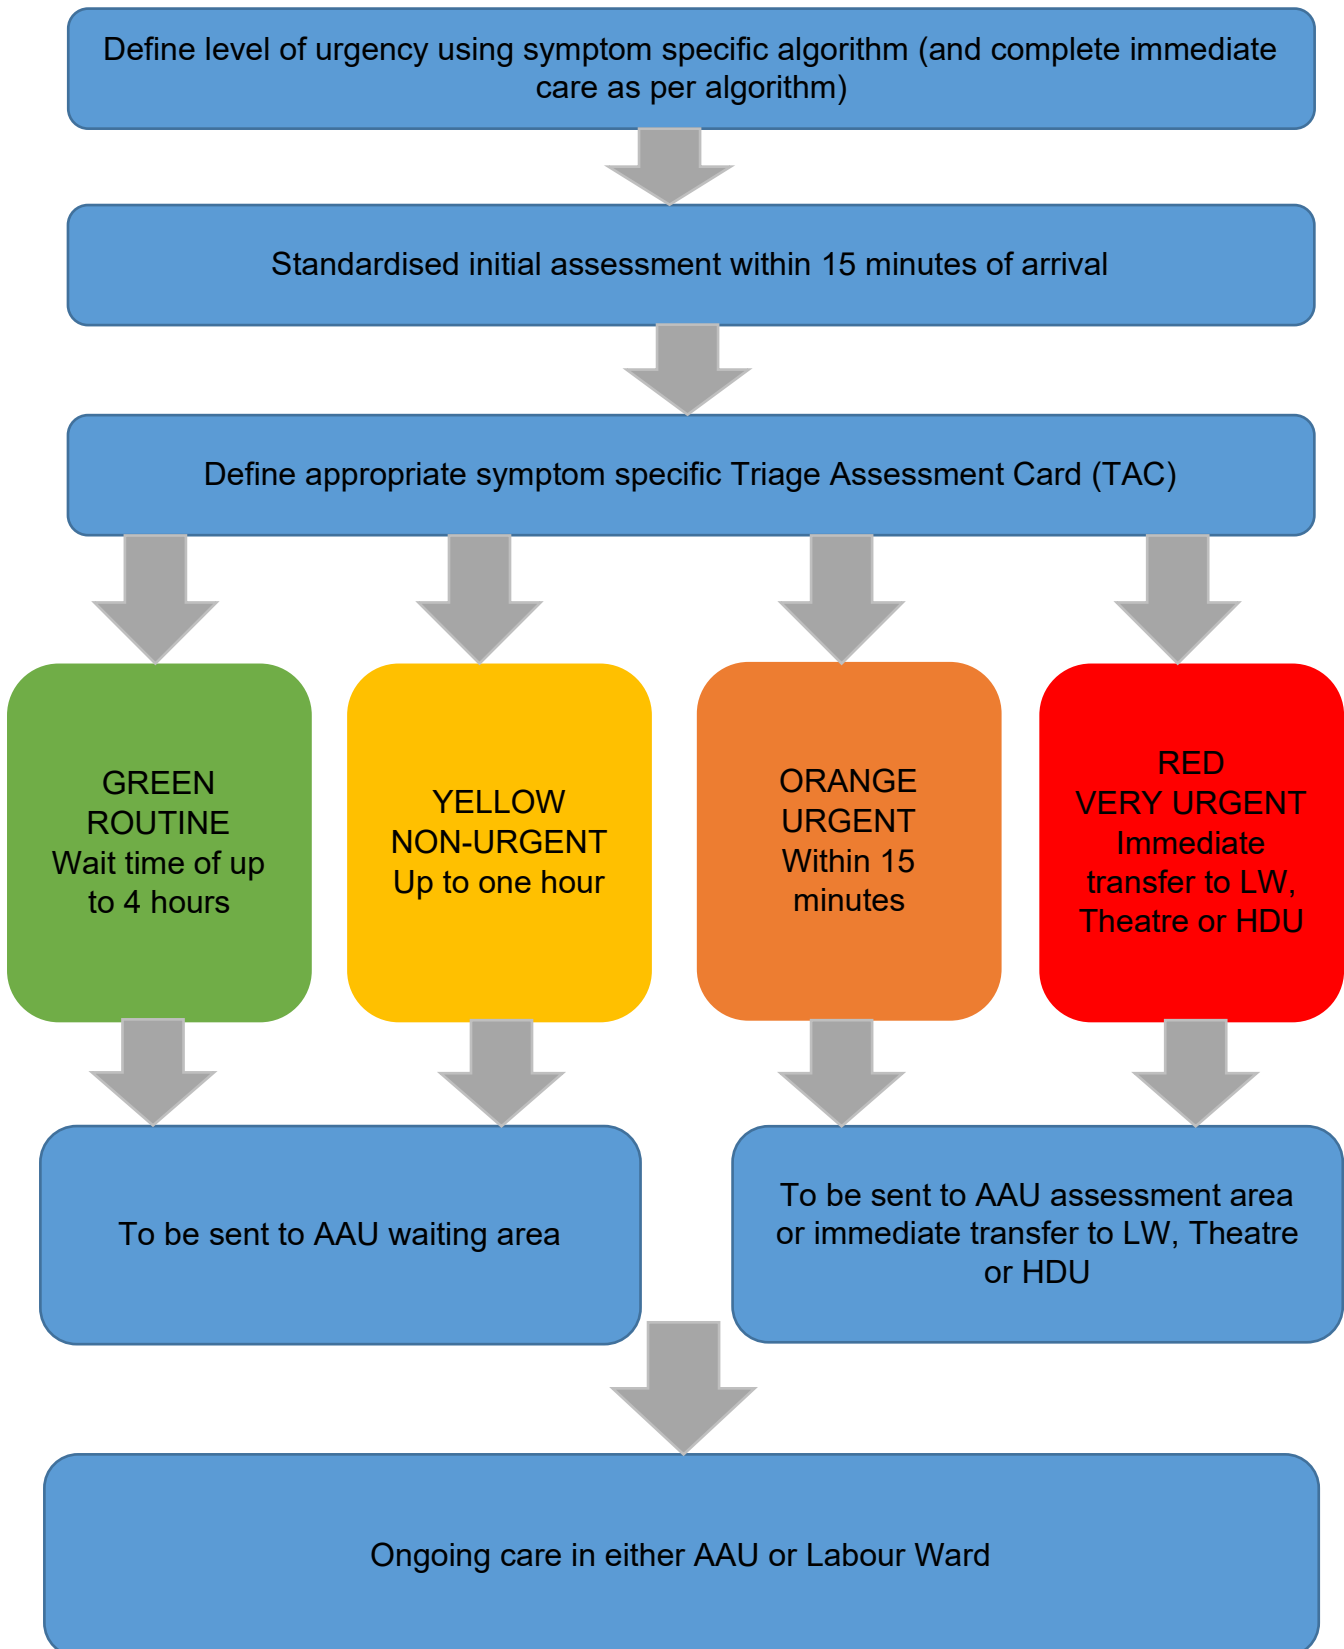 Define level of urgency using symptom specific algorithm (and complete immediate
care as per algorithm)
Standardised initial assessment within 15 minutes of arrival
Define appropriate symptom specific Triage Assessment Card (TAC)
GREEN
ROUTINE
Wait time of up
to 4 hours
YELLOW
NON-URGENT
Up to one hour
ORANGE
URGENT
Within 15
minutes
RED
VERY URGENT
Immediate
transfer to LW,
Theatre or HDU
To be sent to AAU waiting area
To be sent to AAU assessment area
or immediate transfer to LW, Theatre
or HDU
Ongoing care in either AAU or Labour Ward